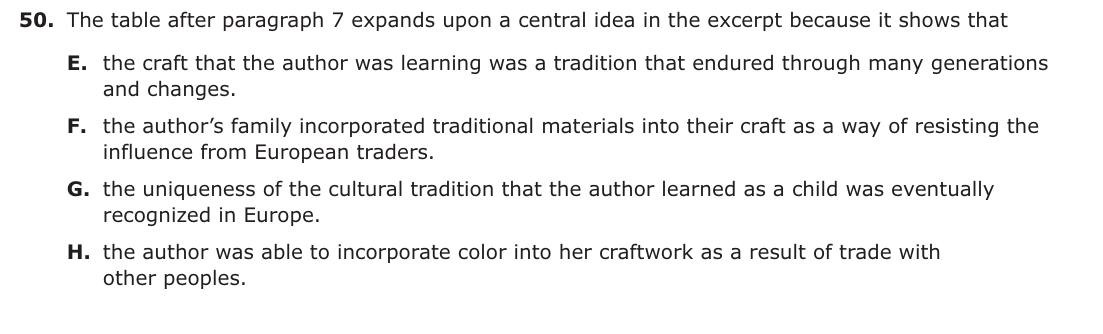 50. The table after paragraph 7 expands upon a central idea in the excerpt because it shows that
E. the craft that the author was learning was a tradition that endured through many generations
and changes.
F. the author’s family incorporated traditional materials into their craft as a way of resisting the
influence from European traders.
G. the uniqueness of the cultural tradition that the author learned as a child was eventually
recognized in Europe.
H. the author was able to incorporate color into her craftwork as a result of trade with
other peoples.